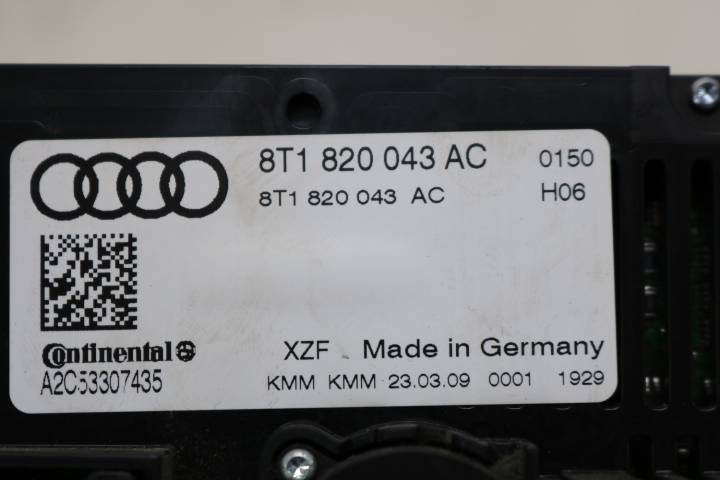 8T1 820 043 AC 0150
8T1 820 043 AC H06
Continental
A2C53307435
XZF Made in Germany
KMM KMM 23.03.09 0001 1929